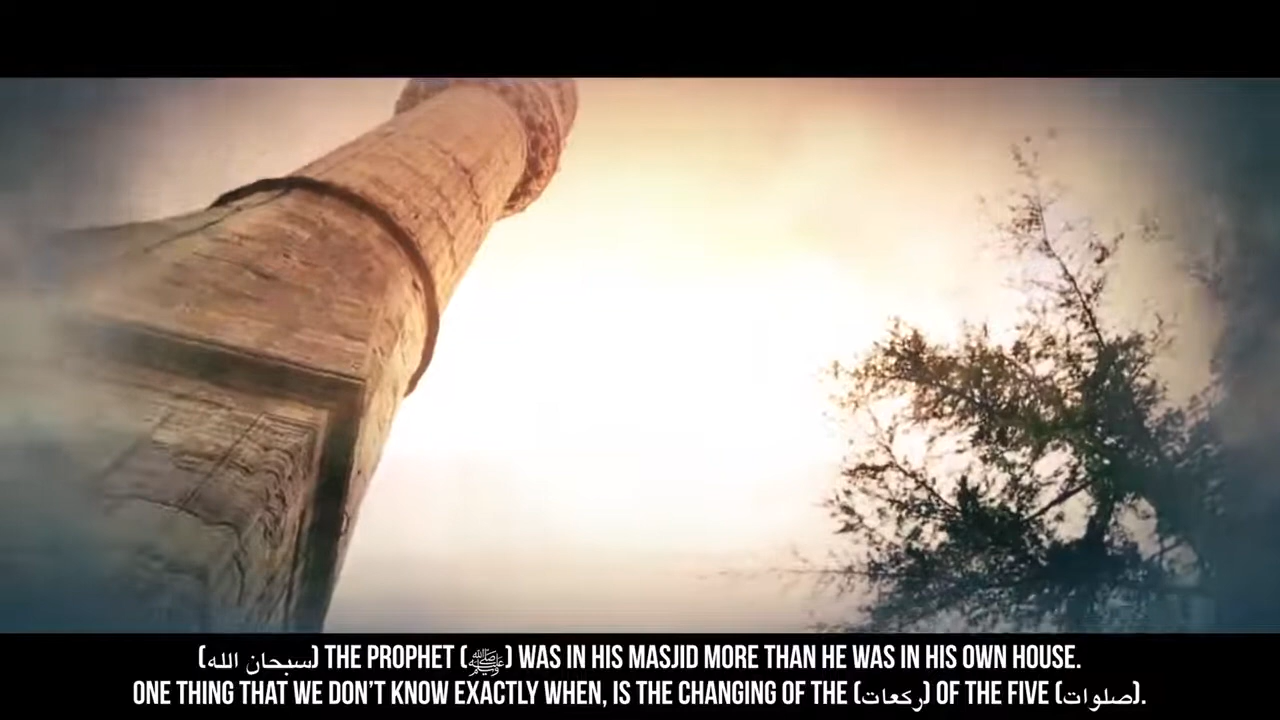 (سبحان الله) THE PROPHET (ﷺ) WAS IN HIS MASJID MORE THAN HE WAS IN HIS OWN HOUSE.
ONE THING THAT WE DON'T KNOW EXACTLY WHEN, IS THE CHANGING OF THE (ركعات) OF THE FIVE (صلوات).